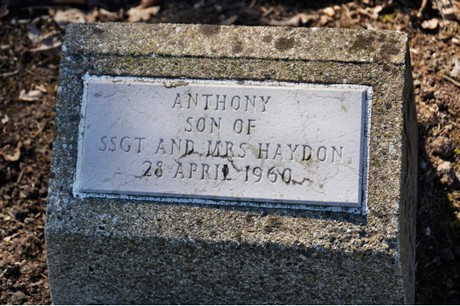 ANTHONY
SON OF
SSGT AND MRS HAYDON
28 APRIL 1960